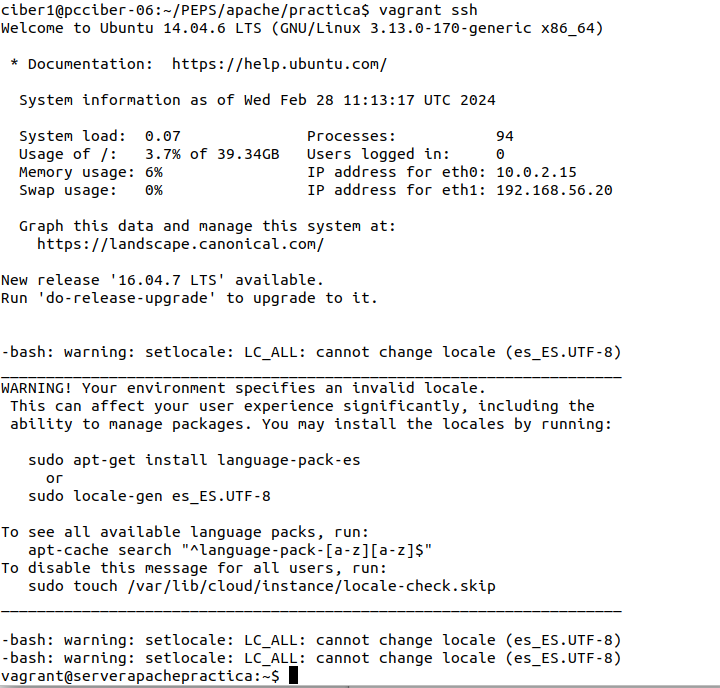 ciber1@pcciber-06:~/PEPS/apache/practica$ vagrant ssh
Welcome to Ubuntu 14.04.6 LTS (GNU/Linux 3.13.0-170-generic x86_64)
* Documentation:  https://help.ubuntu.com/
System information as of Wed Feb 28 11:13:17 UTC 2024
System load:  0.07              Processes:           94
Usage of /:   3.7% of 39.34GB   Users logged in:     0
Memory usage: 6%                IP address for eth0: 10.0.2.15
Swap usage:   0%                IP address for eth1: 192.168.56.20
Graph this data and manage this system at:
https://landscape.canonical.com/
New release '16.04.7 LTS' available.
Run 'do-release-upgrade' to upgrade to it.
-bash: warning: setlocale: LC_ALL: cannot change locale (es_ES.UTF-8)
_____________________________________________________________________
WARNING! Your environment specifies an invalid locale.
This can affect your user experience significantly, including the
ability to manage packages. You may install the locales by running:
sudo apt-get install language-pack-es
or
sudo locale-gen es_ES.UTF-8
To see all available language packs, run:
apt-cache search "^language-pack-[a-z][a-z]$"
To disable this message for all users, run:
sudo touch /var/lib/cloud/instance/locale-check.skip
_____________________________________________________________________
-bash: warning: setlocale: LC_ALL: cannot change locale (es_ES.UTF-8)
-bash: warning: setlocale: LC_ALL: cannot change locale (es_ES.UTF-8)
vagrant@serverapachepractica:~$